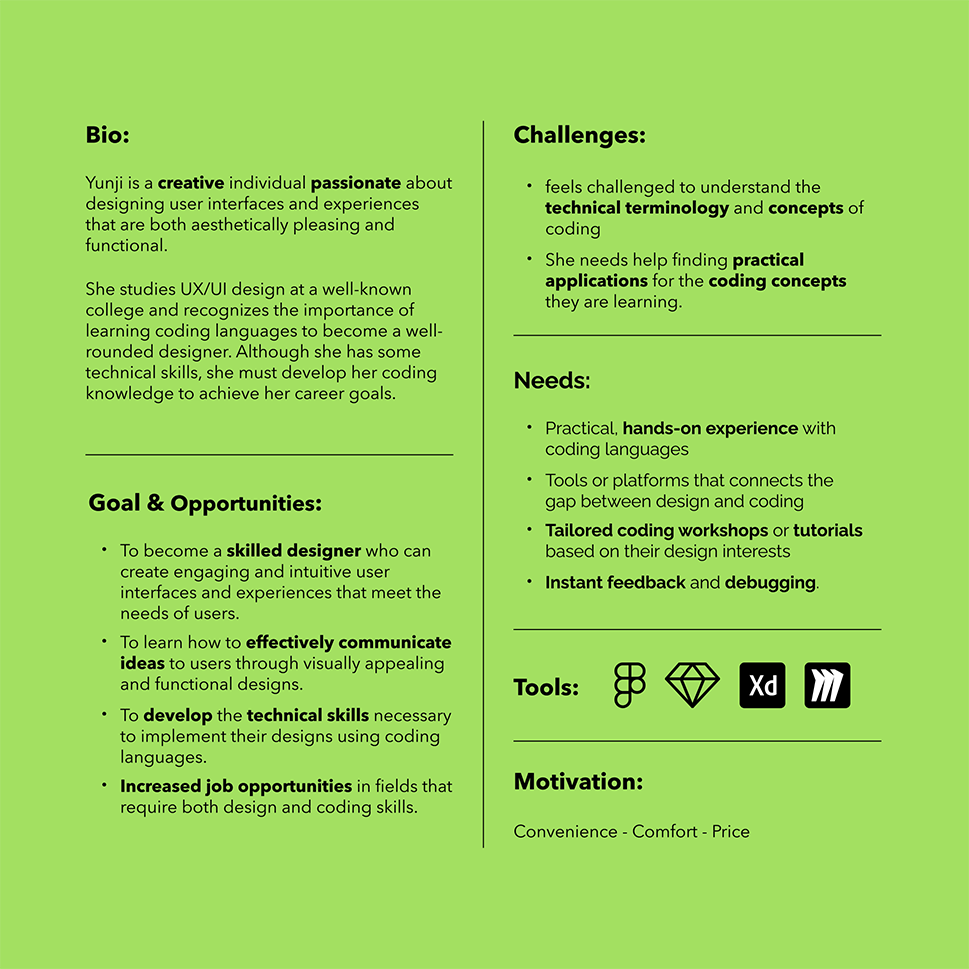 Bio:
Yunji is a creative individual passionate about
designing user interfaces and experiences
that are both aesthetically pleasing and
functional.
She studies UX/UI design at a well-known
college and recognizes the importance of
learning coding languages to become a well-
rounded designer. Although she has some
technical skills, she must develop her coding
knowledge to achieve her career goals.
Goal & Opportunities:
• To become a skilled designer who can
create engaging and intuitive user
interfaces and experiences that meet the
needs of users.
• To learn how to effectively communicate
ideas to users through visually appealing
and functional designs.
• To develop the technical skills necessary
to implement their designs using coding
languages.
• Increased job opportunities in fields that
require both design and coding skills.
Challenges:
• feels challenged to understand the
technical terminology and concepts of
coding
• She needs help finding practical
applications for the coding concepts
they are learning.
Needs:
• Practical, hands-on experience with
coding languages
• Tools or platforms that connects the
gap between design and coding
• Tailored coding workshops or tutorials
based on their design interests
• Instant feedback and debugging.
Tools: Xd
Motivation:
Convenience - Comfort - Price